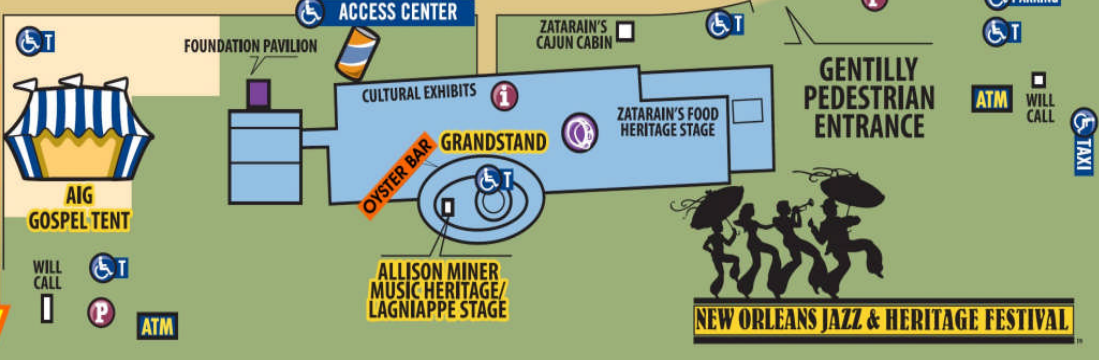 ACCESS CENTER
PARKING
T
T
T
FOUNDATION PAVILION
ZATARAIN'S
CAJUN CABIN
GENTILLY
PEDESTRIAN
ENTRANCE
CULTURAL EXHIBITS
i
ZATARAIN'S FOOD
HERITAGE STAGE
ATM
WILL
CALL
TAXI
OYSTER BAR
GRANDSTAND
T
AIG
GOSPEL TENT
WILL
CALL
T
P
ATM
ALLISON MINER
MUSIC HERITAGE/
LAGNIAPPE STAGE
NEW ORLEANS JAZZ & HERITAGE FESTIVAL